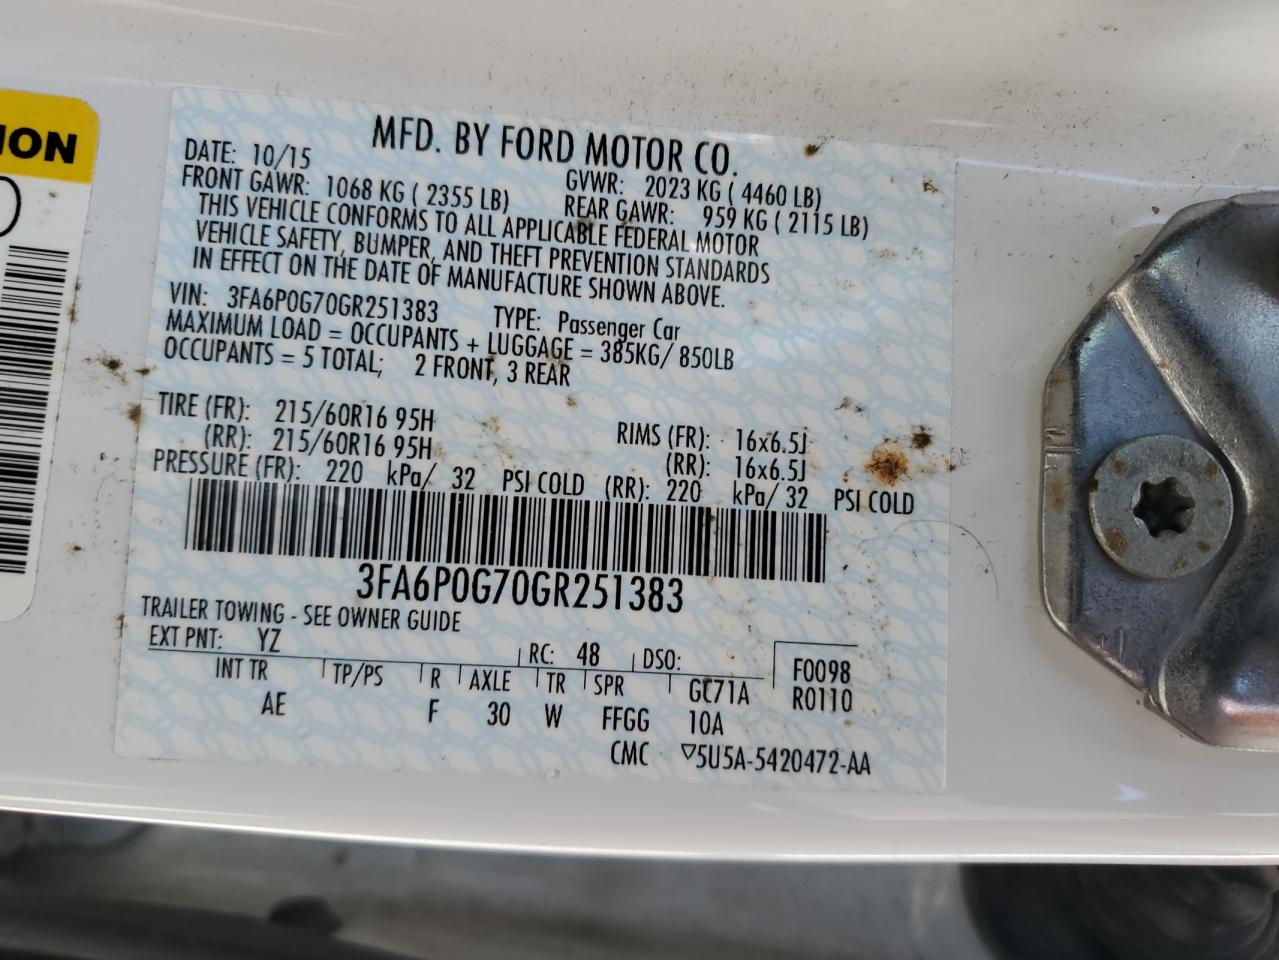 ION
MFD. BY FORD MOTOR CO.
DATE: 10/15
GVWR: 2023 KG ( 4460 LB)
FRONT GAWR: 1068 KG ( 2355 LB)
REAR GAWR: 959 KG ( 2115 LB)
THIS VEHICLE CONFORMS TO ALL APPLICABLE FEDERAL MOTOR
VEHICLE SAFETY, BUMPER, AND THEFT PREVENTION STANDARDS
IN EFFECT ON THE DATE OF MANUFACTURE SHOWN ABOVE.
VIN: 3FA6P0G70GR251383 TYPE: Passenger Car
MAXIMUM LOAD = OCCUPANTS + LUGGAGE = 385KG/ 850LB
OCCUPANTS = 5 TOTAL; 2 FRONT, 3 REAR
TIRE (FR): 215/60R16 95H RIMS (FR): 16x6.5J
(RR): 215/60R16 95H (RR): 16x6.5J
PRESSURE (FR): 220 kPa/ 32 PSI COLD (RR): 220 kPa/ 32 PSI COLD
3FA6P0G70GR251383
TRAILER TOWING - SEE OWNER GUIDE
EXT PNT: YZ RC: 48 DSO: F0098
INT TR TP/PS R AXLE TR SPR GC71A R0110
AE F 30 W FFGG 10A
CMC ▽5U5A-5420472-AA